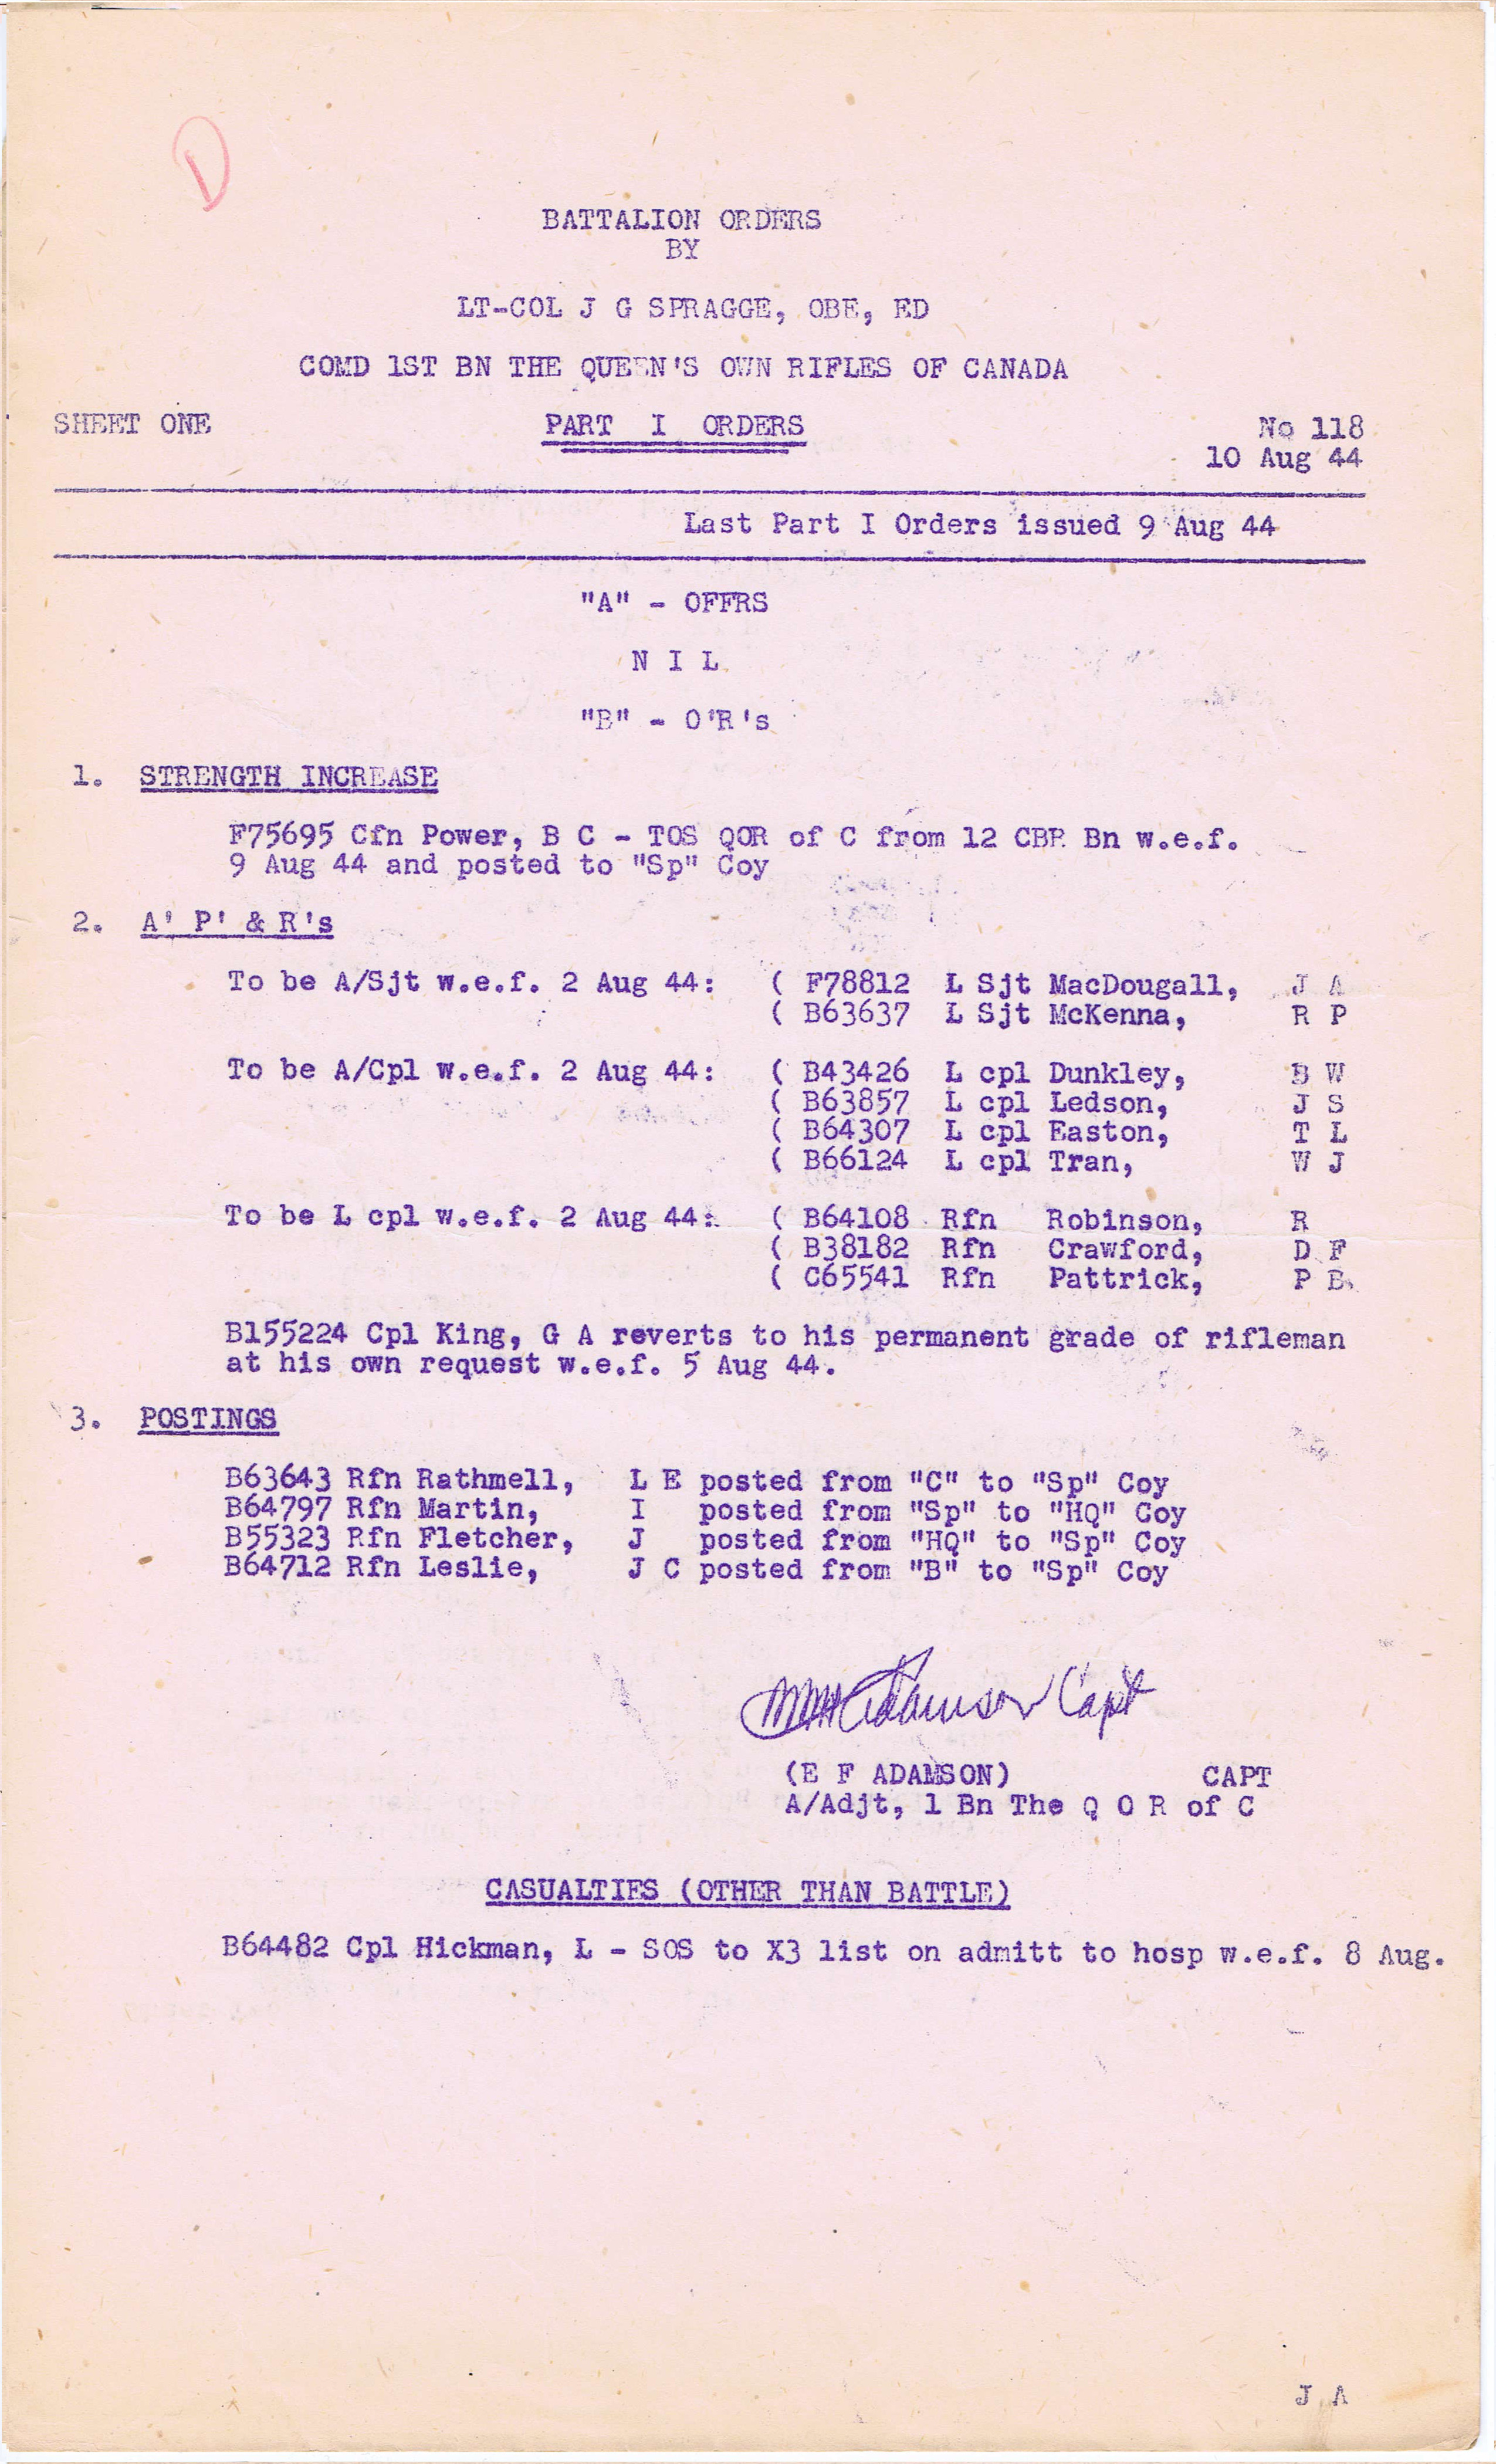 D
BATTALION ORDERS
BY
LT-COL J G SPRAGGE, OBE, ED
COMD 1ST BN THE QUEEN'S OWN RIFLES OF CANADA
SHEET ONE PART I ORDERS No 118
10 Aug 44
Last Part I Orders issued 9 Aug 44
"A" - OFFRS
N I L
"B" - O'R's
1. STRENGTH INCREASE
F75695 Cfn Power, B C - TOS QOR of C from 12 CBR Bn w.e.f.
9 Aug 44 and posted to "Sp" Coy
2. A' P' & R's
To be A/Sjt w.e.f. 2 Aug 44: ( F78812 L Sjt MacDougall, J A
( B63637 L Sjt McKenna, R P
To be A/Cpl w.e.f. 2 Aug 44: ( B43426 L cpl Dunkley, B W
( B63857 L cpl Ledson, J S
( B64307 L cpl Easton, T L
( B66124 L cpl Tran, W J
To be L cpl w.e.f. 2 Aug 44: ( B64108 Rfn Robinson, R
( B38182 Rfn Crawford, D F
( C65541 Rfn Pattrick, P B
B155224 Cpl King, G A reverts to his permanent grade of rifleman
at his own request w.e.f. 5 Aug 44.
3. POSTINGS
B63643 Rfn Rathmell, L E posted from "C" to "Sp" Coy
B64797 Rfn Martin, I posted from "Sp" to "HQ" Coy
B55323 Rfn Fletcher, J posted from "HQ" to "Sp" Coy
B64712 Rfn Leslie, J C posted from "B" to "Sp" Coy
Adamson Capt
(E F ADAMSON) CAPT
A/Adjt, 1 Bn The Q O R of C
CASUALTIES (OTHER THAN BATTLE)
B64482 Cpl Hickman, L - SOS to X3 list on admitt to hosp w.e.f. 8 Aug.
J A